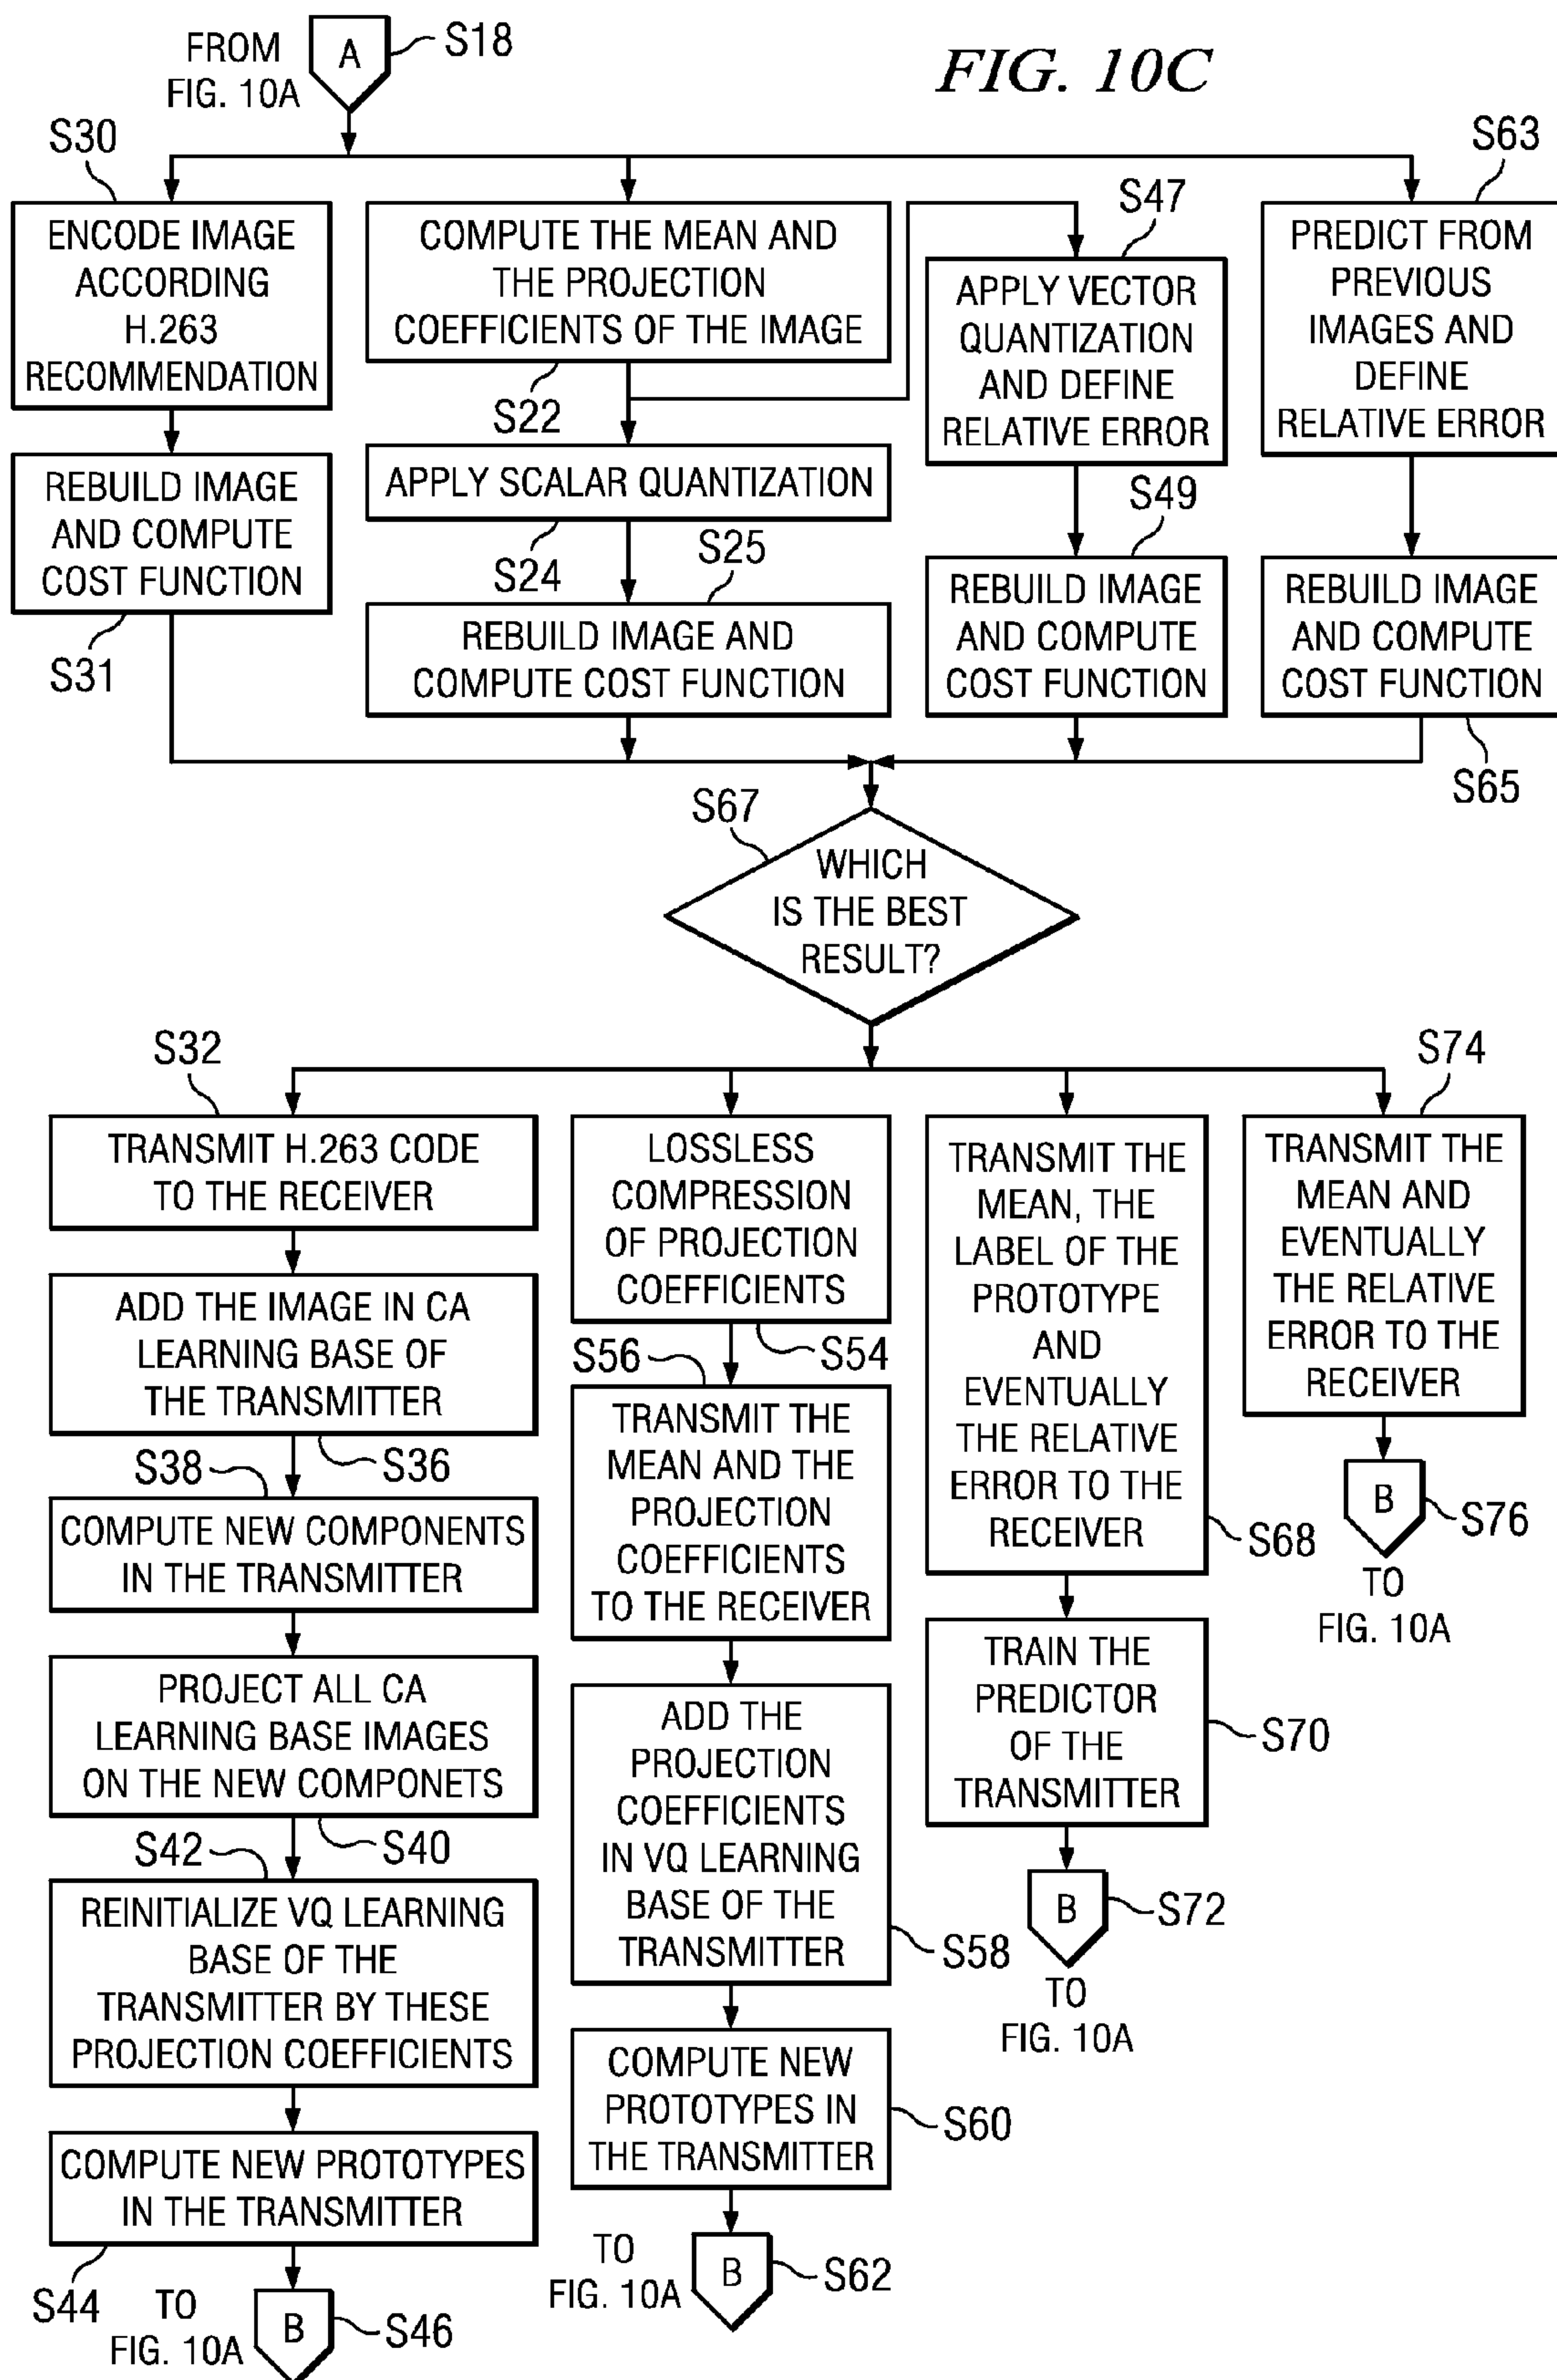 FROM
FIG. 10A
A
S18
FIG. 10C
S30
ENCODE IMAGE
ACCORDING
H.263
RECOMMENDATION
REBUILD IMAGE
AND COMPUTE
COST FUNCTION
S31
COMPUTE THE MEAN AND
THE PROJECTION
COEFFICIENTS OF THE IMAGE
S22
APPLY SCALAR QUANTIZATION
S24
S25
REBUILD IMAGE AND
COMPUTE COST FUNCTION
S47
APPLY VECTOR
QUANTIZATION
AND DEFINE
RELATIVE ERROR
S49
REBUILD IMAGE
AND COMPUTE
COST FUNCTION
S63
PREDICT FROM
PREVIOUS
IMAGES AND
DEFINE
RELATIVE ERROR
REBUILD IMAGE
AND COMPUTE
COST FUNCTION
S65
S67
WHICH
IS THE BEST
RESULT?
S32
TRANSMIT H.263 CODE
TO THE RECEIVER
ADD THE IMAGE IN CA
LEARNING BASE OF
THE TRANSMITTER
S36
S38
COMPUTE NEW COMPONENTS
IN THE TRANSMITTER
PROJECT ALL CA
LEARNING BASE IMAGES
ON THE NEW COMPONETS
S40
S42
REINITIALIZE VQ LEARNING
BASE OF THE
TRANSMITTER BY THESE
PROJECTION COEFFICIENTS
COMPUTE NEW PROTOTYPES
IN THE TRANSMITTER
S44
TO
FIG. 10A
B
S46
LOSSLESS
COMPRESSION
OF PROJECTION
COEFFICIENTS
S54
S56
TRANSMIT THE
MEAN AND THE
PROJECTION
COEFFICIENTS
TO THE RECEIVER
ADD THE
PROJECTION
COEFFICIENTS
IN VQ LEARNING
BASE OF THE
TRANSMITTER
S58
COMPUTE NEW
PROTOTYPES IN
THE TRANSMITTER
S60
TO
FIG. 10A
B
S62
TRANSMIT THE
MEAN, THE
LABEL OF THE
PROTOTYPE
AND
EVENTUALLY
THE RELATIVE
ERROR TO THE
RECEIVER
S68
TRAIN THE
PREDICTOR
OF THE
TRANSMITTER
S70
B
S72
TO
FIG. 10A
S74
TRANSMIT THE
MEAN AND
EVENTUALLY
THE RELATIVE
ERROR TO THE
RECEIVER
B
S76
TO
FIG. 10A